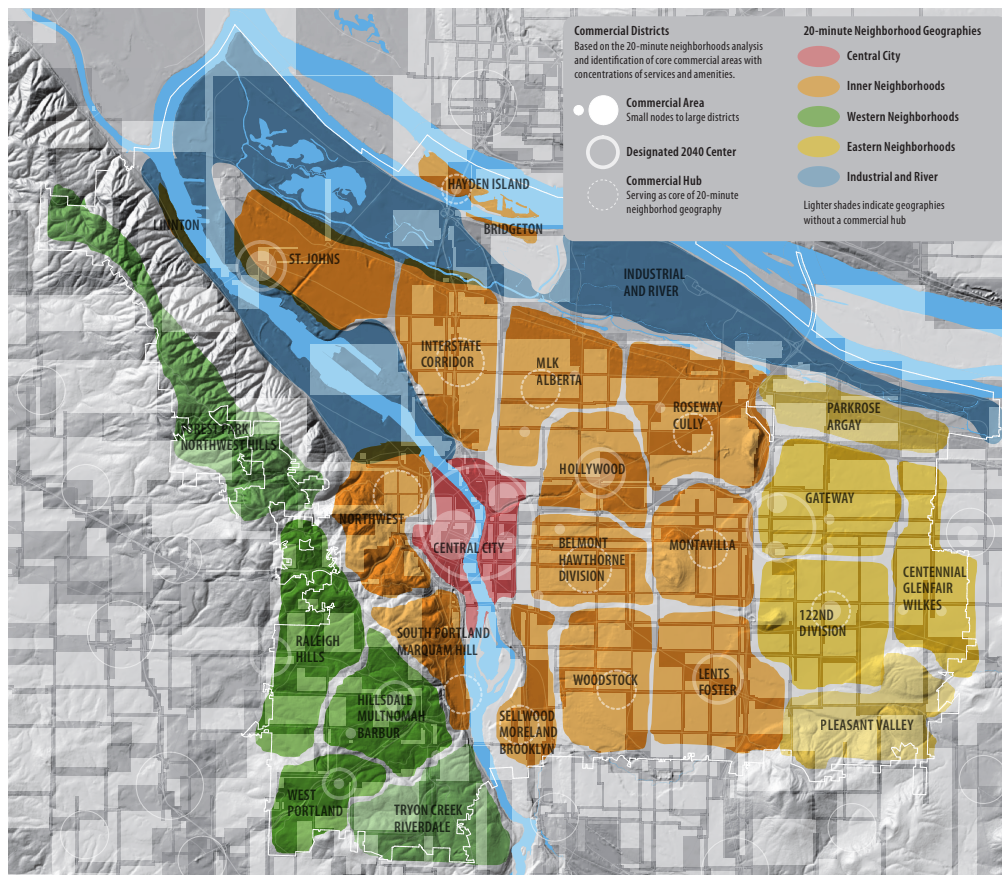 Commercial Districts
Based on the 20-minute neighborhoods analysis
and identification of core commercial areas with
concentrations of services and amenities.
Commercial Area
Small nodes to large districts
Designated 2040 Center
Commercial Hub
Serving as core of 20-minute
neighborhod geography
20-minute Neighborhood Geographies
Central City
Inner Neighborhoods
Western Neighborhoods
Eastern Neighborhoods
Industrial and River
Lighter shades indicate geographies
without a commercial hub
HAYDEN ISLAND
LINNTON
BRIDGETON
ST. JOHNS
INDUSTRIAL
AND RIVER
INTERSTATE
CORRIDOR
MLK
ALBERTA
ROSEWAY
CULLY
PARKROSE
ARGAY
FOREST PARK
NORTHWEST HILLS
HOLLYWOOD
GATEWAY
NORTHWEST
CENTRAL CITY
BELMONT
HAWTHORNE
DIVISION
MONTAVILLA
CENTENNIAL
GLENFAIR
WILKES
122ND
DIVISION
RALEIGH
HILLS
SOUTH PORTLAND
MARQUAM HILL
WOODSTOCK
LENTS
FOSTER
HILLSDALE
MULTNOMAH
BARBUR
SELLWOOD
MORELAND
BROOKLYN
PLEASANT VALLEY
WEST
PORTLAND
TRYON CREEK
RIVERDALE